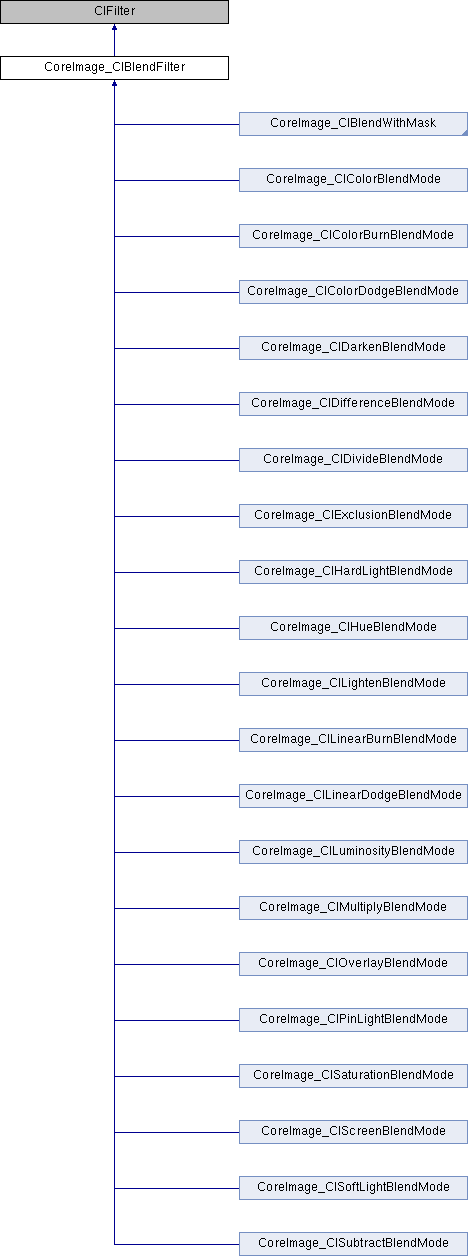 CIFilter
CoreImage_CIBlendFilter
CoreImage_CIBlendWithMask
CoreImage_CIColorBlendMode
CoreImage_CIColorBurnBlendMode
CoreImage_CIColorDodgeBlendMode
CoreImage_CIDarkenBlendMode
CoreImage_CIDifferenceBlendMode
CoreImage_CIDivideBlendMode
CoreImage_CIExclusionBlendMode
CoreImage_CIHardLightBlendMode
CoreImage_CIHueBlendMode
CoreImage_CILightenBlendMode
CoreImage_CILinearBurnBlendMode
CoreImage_CILinearDodgeBlendMode
CoreImage_CILuminosityBlendMode
CoreImage_CIMultiplyBlendMode
CoreImage_CIOverlayBlendMode
CoreImage_CIPinLightBlendMode
CoreImage_CISaturationBlendMode
CoreImage_CIScreenBlendMode
CoreImage_CISoftLightBlendMode
CoreImage_CISubtractBlendMode